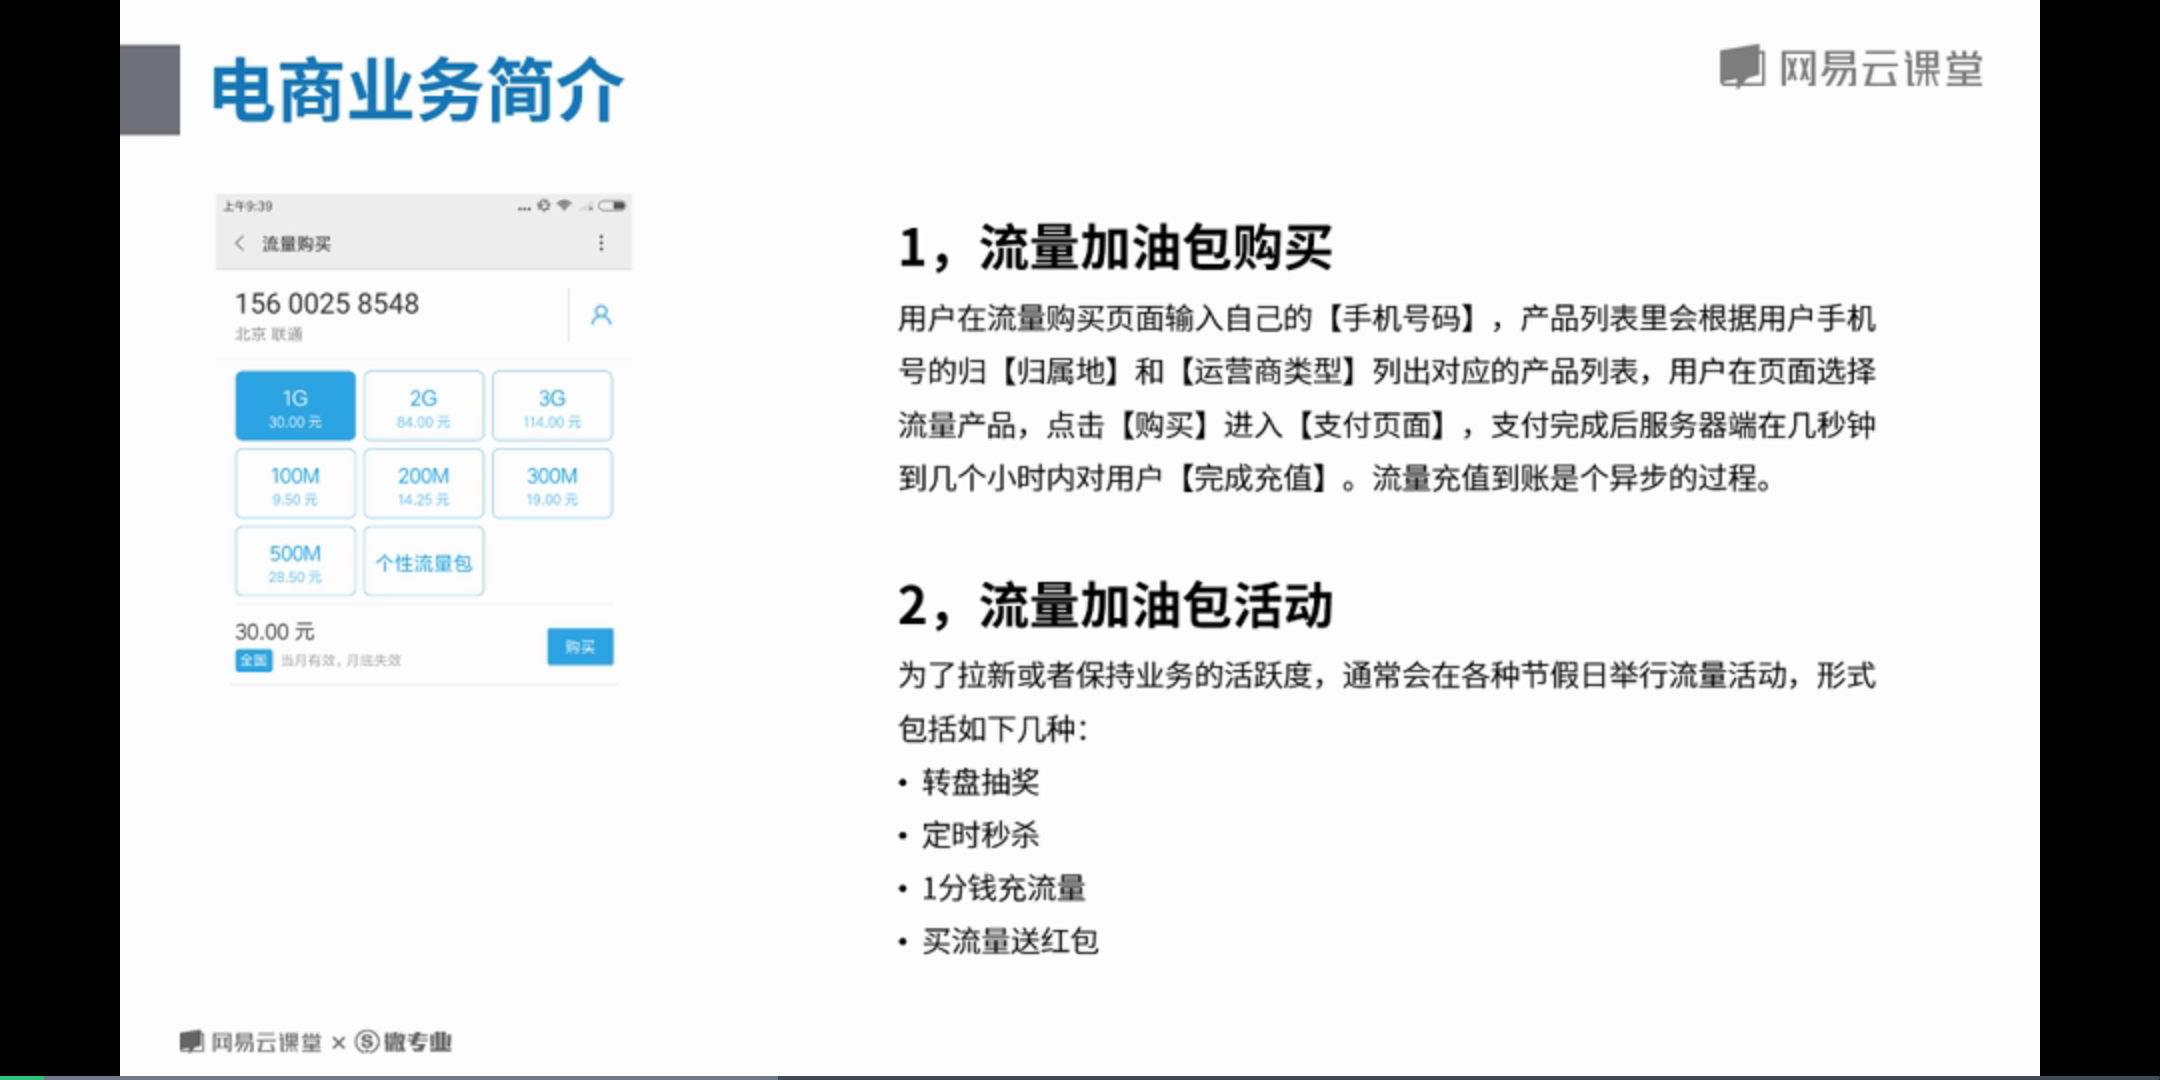 电商业务简介
网易云课堂
上午9:39
流量购买
156 0025 8548
北京 联通
1G
30.00 元
2G
84.00 元
3G
114.00 元
100M
9.50 元
200M
14.25 元
300M
19.00 元
500M
28.50 元
个性流量包
30.00 元
全国 当月有效，月底失效
购买
1，流量加油包购买
用户在流量购买页面输入自己的【手机号码】，产品列表里会根据用户手机
号的归【归属地】和【运营商类型】列出对应的产品列表，用户在页面选择
流量产品，点击【购买】进入【支付页面】，支付完成后服务器端在几秒钟
到几个小时内对用户【完成充值】。流量充值到账是个异步的过程。
2，流量加油包活动
为了拉新或者保持业务的活跃度，通常会在各种节假日举行流量活动，形式
包括如下几种：
• 转盘抽奖
• 定时秒杀
• 1分钱充流量
• 买流量送红包
网易云课堂 × 微专业